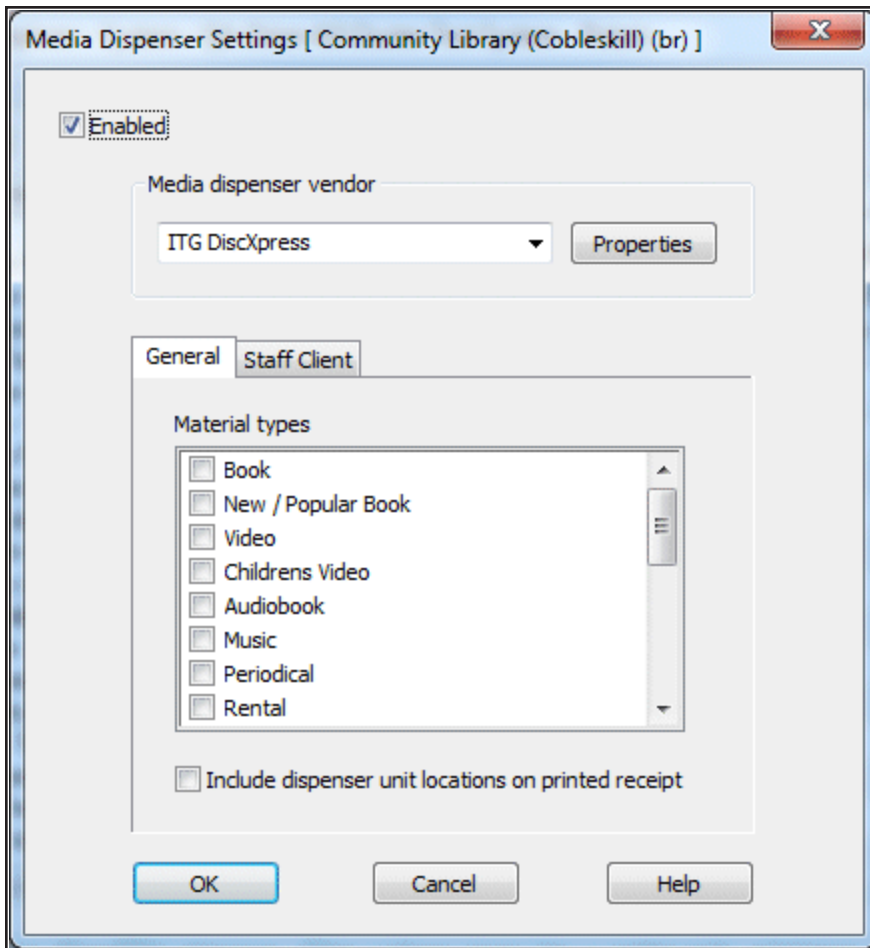 Media Dispenser Settings [ Community Library (Cobleskill) (br) ]
Enabled
Media dispenser vendor
ITG DiscXpress
Properties
General
Staff Client
Material types
Book
New / Popular Book
Video
Childrens Video
Audiobook
Music
Periodical
Rental
Include dispenser unit locations on printed receipt
OK
Cancel
Help